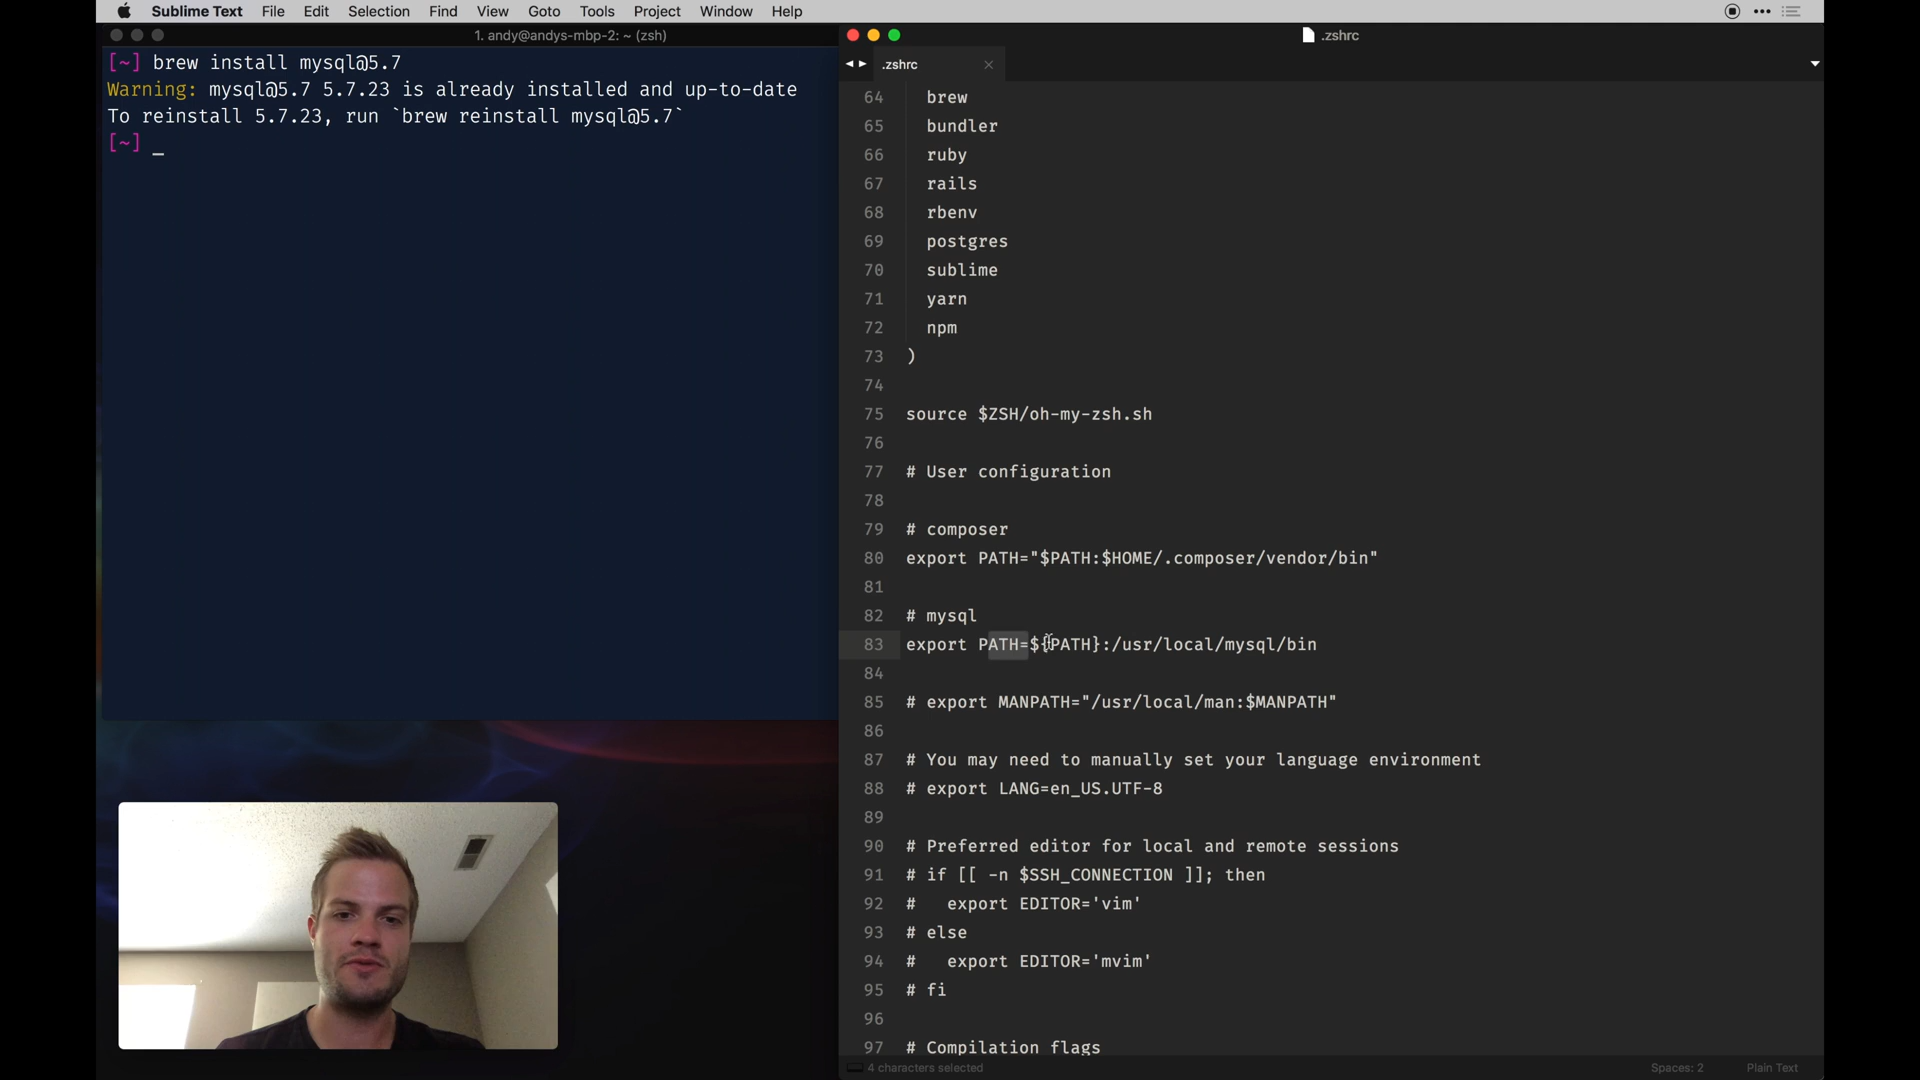 Sublime Text File Edit Selection Find View Goto Tools Project Window Help
1. andy@andys-mbp-2: ~ (zsh)
[~] brew install mysql@5.7
Warning: mysql@5.7 5.7.23 is already installed and up-to-date
To reinstall 5.7.23, run `brew reinstall mysql@5.7`
[~] _
.zshrc
.zshrc
64 brew
65 bundler
66 ruby
67 rails
68 rbenv
69 postgres
70 sublime
71 yarn
72 npm
73 )
74
75 source $ZSH/oh-my-zsh.sh
76
77 # User configuration
78
79 # composer
80 export PATH="$PATH:$HOME/.composer/vendor/bin"
81
82 # mysql
83 export PATH=${PATH}:/usr/local/mysql/bin
84
85 # export MANPATH="/usr/local/man:$MANPATH"
86
87 # You may need to manually set your language environment
88 # export LANG=en_US.UTF-8
89
90 # Preferred editor for local and remote sessions
91 # if [[ -n $SSH_CONNECTION ]]; then
92 #   export EDITOR='vim'
93 # else
94 #   export EDITOR='mvim'
95 # fi
96
97 # Compilation flags
4 characters selected
Spaces: 2 Plain Text